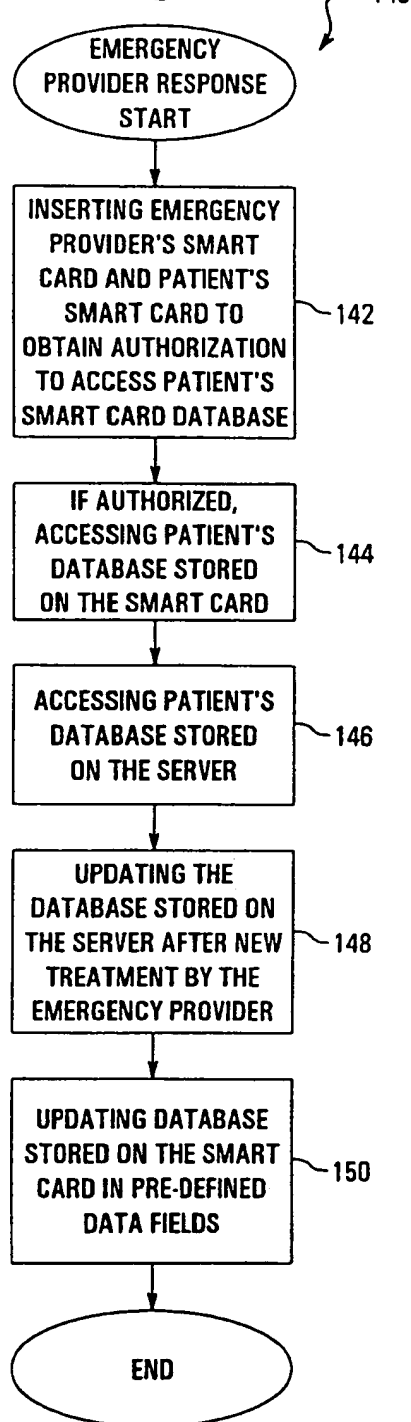 EMERGENCY
PROVIDER RESPONSE
START
INSERTING EMERGENCY
PROVIDER'S SMART
CARD AND PATIENT'S
SMART CARD TO
OBTAIN AUTHORIZATION
TO ACCESS PATIENT'S
SMART CARD DATABASE
142
IF AUTHORIZED,
ACCESSING PATIENT'S
DATABASE STORED
ON THE SMART CARD
144
ACCESSING PATIENT'S
DATABASE STORED
ON THE SERVER
146
UPDATING THE
DATABASE STORED ON
THE SERVER AFTER NEW
TREATMENT BY THE
EMERGENCY PROVIDER
148
UPDATING DATABASE
STORED ON THE SMART
CARD IN PRE-DEFINED
DATA FIELDS
150
END